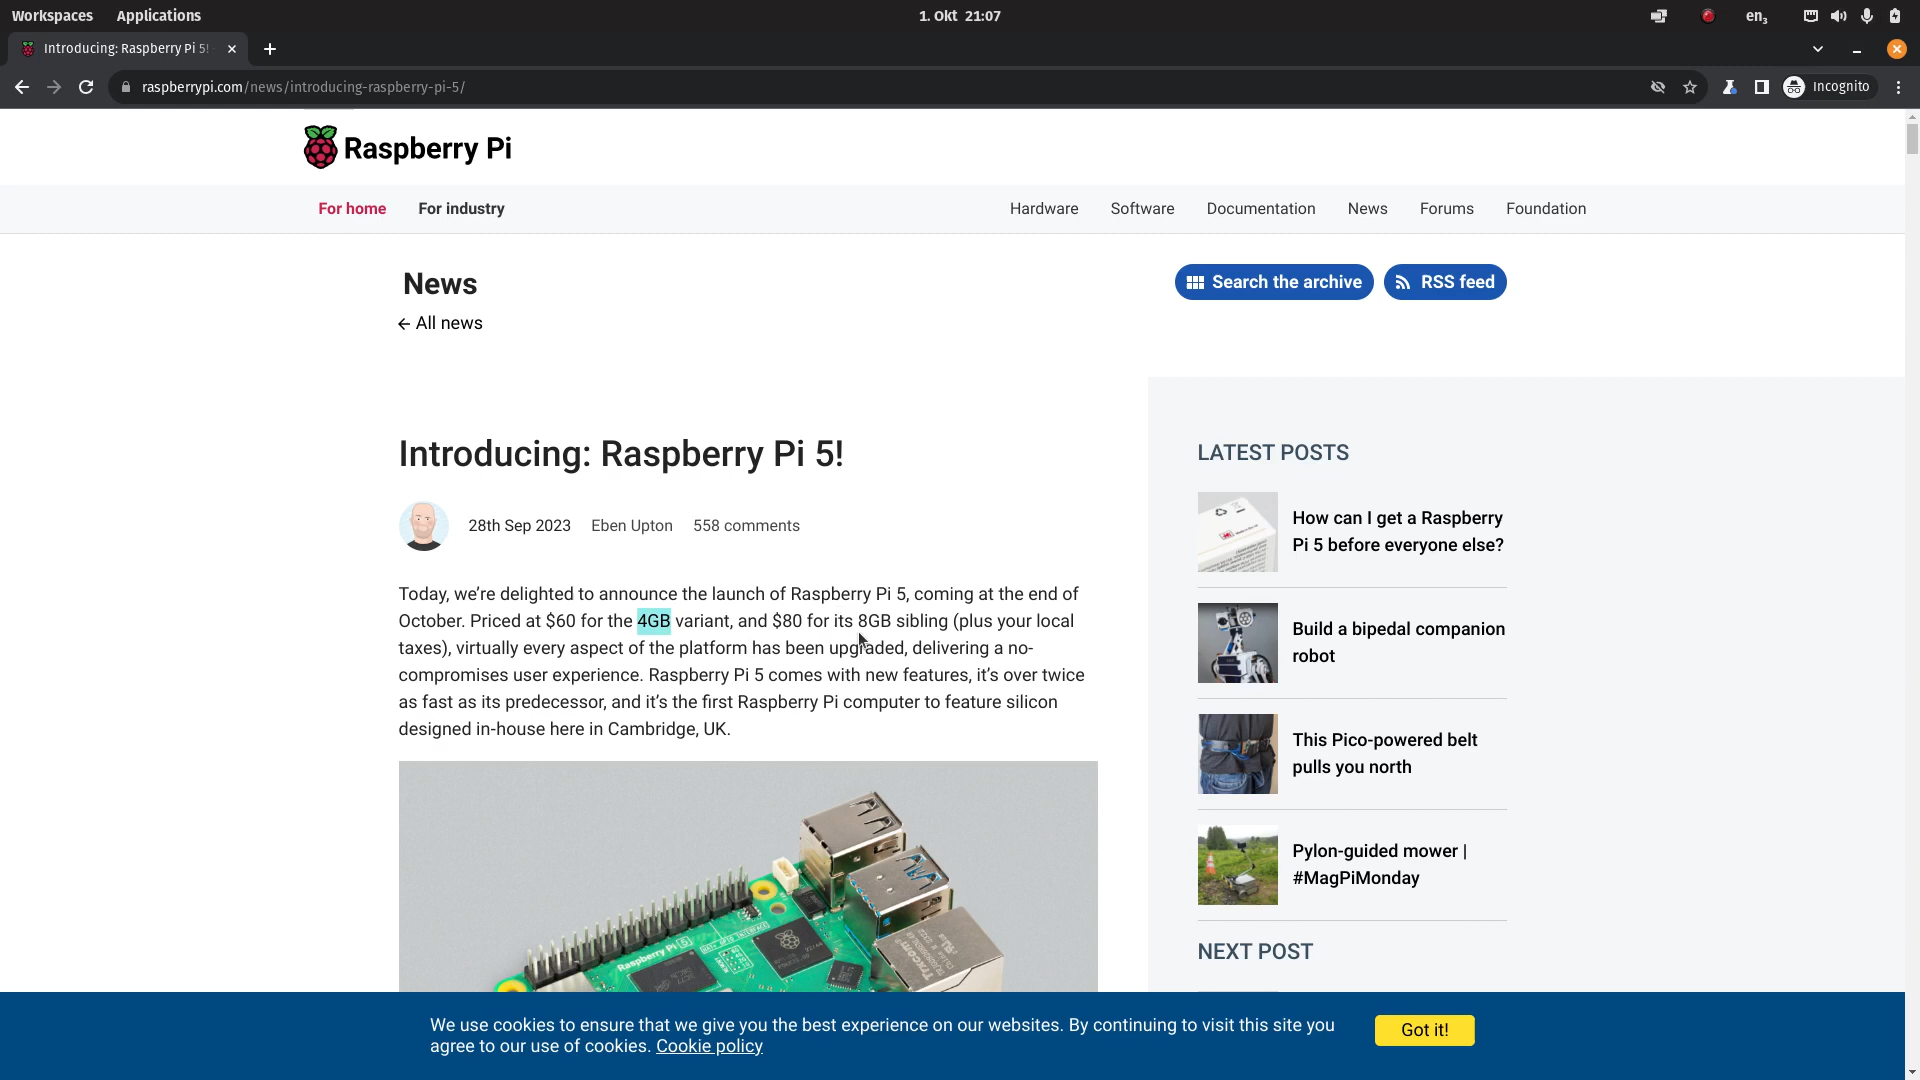 Workspaces Applications 1. Okt 21:07 en₃
Introducing: Raspberry Pi 5!
raspberrypi.com/news/introducing-raspberry-pi-5/ Incognito
Raspberry Pi
For home For industry Hardware Software Documentation News Forums Foundation
News Search the archive RSS feed
← All news
Introducing: Raspberry Pi 5!
28th Sep 2023 Eben Upton 558 comments
Today, we’re delighted to announce the launch of Raspberry Pi 5, coming at the end of
October. Priced at $60 for the 4GB variant, and $80 for its 8GB sibling (plus your local
taxes), virtually every aspect of the platform has been upgraded, delivering a no-
compromises user experience. Raspberry Pi 5 comes with new features, it’s over twice
as fast as its predecessor, and it’s the first Raspberry Pi computer to feature silicon
designed in-house here in Cambridge, UK.
Raspberry Pi 5
LATEST POSTS
How can I get a Raspberry
Pi 5 before everyone else?
Build a bipedal companion
robot
This Pico-powered belt
pulls you north
Pylon-guided mower |
#MagPiMonday
NEXT POST
We use cookies to ensure that we give you the best experience on our websites. By continuing to visit this site you
agree to our use of cookies. Cookie policy
Got it!